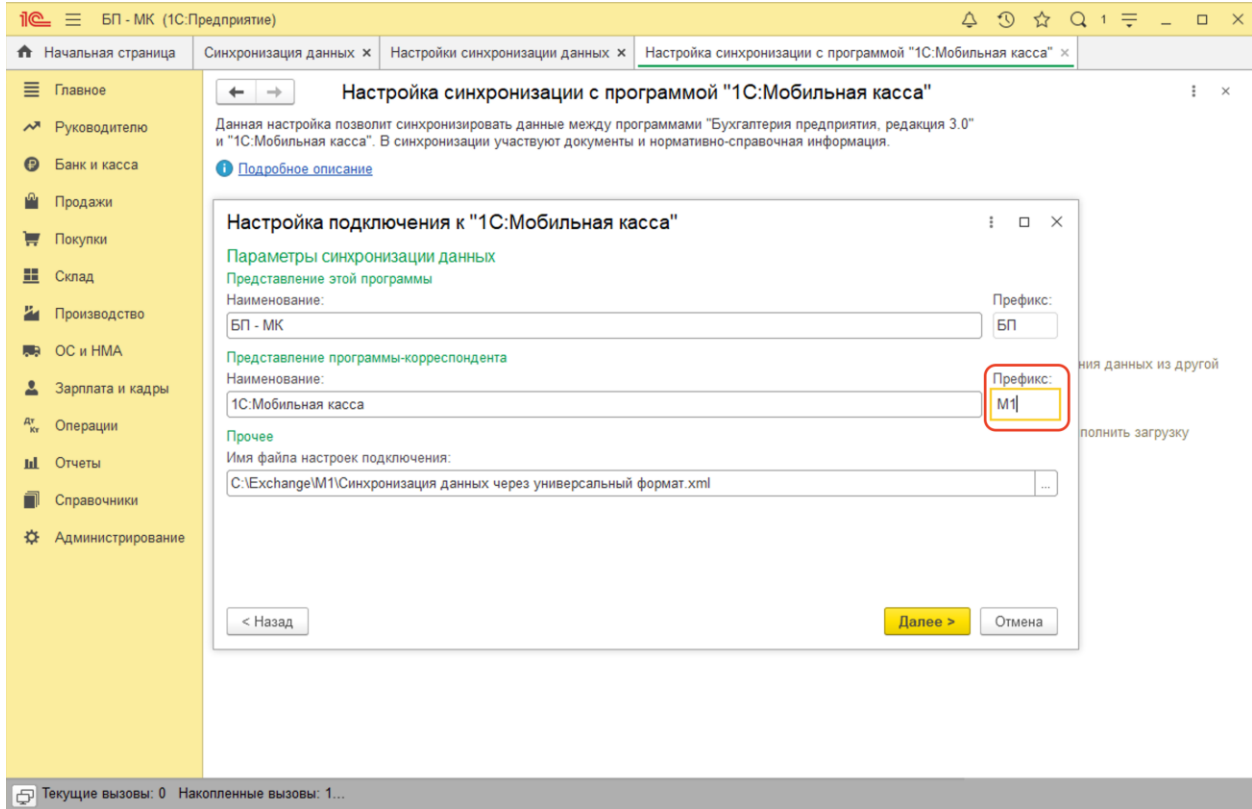 1С БП - МК (1С:Предприятие) 1
Начальная страница Синхронизация данных × Настройки синхронизации данных × Настройка синхронизации с программой "1С:Мобильная касса" ×
Главное
Руководителю
Банк и касса
Продажи
Покупки
Склад
Производство
ОС и НМА
Зарплата и кадры
Дт Кт Операции
Отчеты
Справочники
Администрирование
Настройка синхронизации с программой "1С:Мобильная касса"
Данная настройка позволит синхронизировать данные между программами "Бухгалтерия предприятия, редакция 3.0"
и "1С:Мобильная касса". В синхронизации участвуют документы и нормативно-справочная информация.
Подробное описание
Настройка подключения к "1С:Мобильная касса"
Параметры синхронизации данных
Представление этой программы
Наименование: Префикс:
БП - МК БП
Представление программы-корреспондента
Наименование: Префикс:
1С:Мобильная касса М1
Прочее
Имя файла настроек подключения:
C:\Exchange\M1\Синхронизация данных через универсальный формат.xml ...
< Назад Далее > Отмена
ния данных из другой
полнить загрузку
Текущие вызовы: 0 Накопленные вызовы: 1...